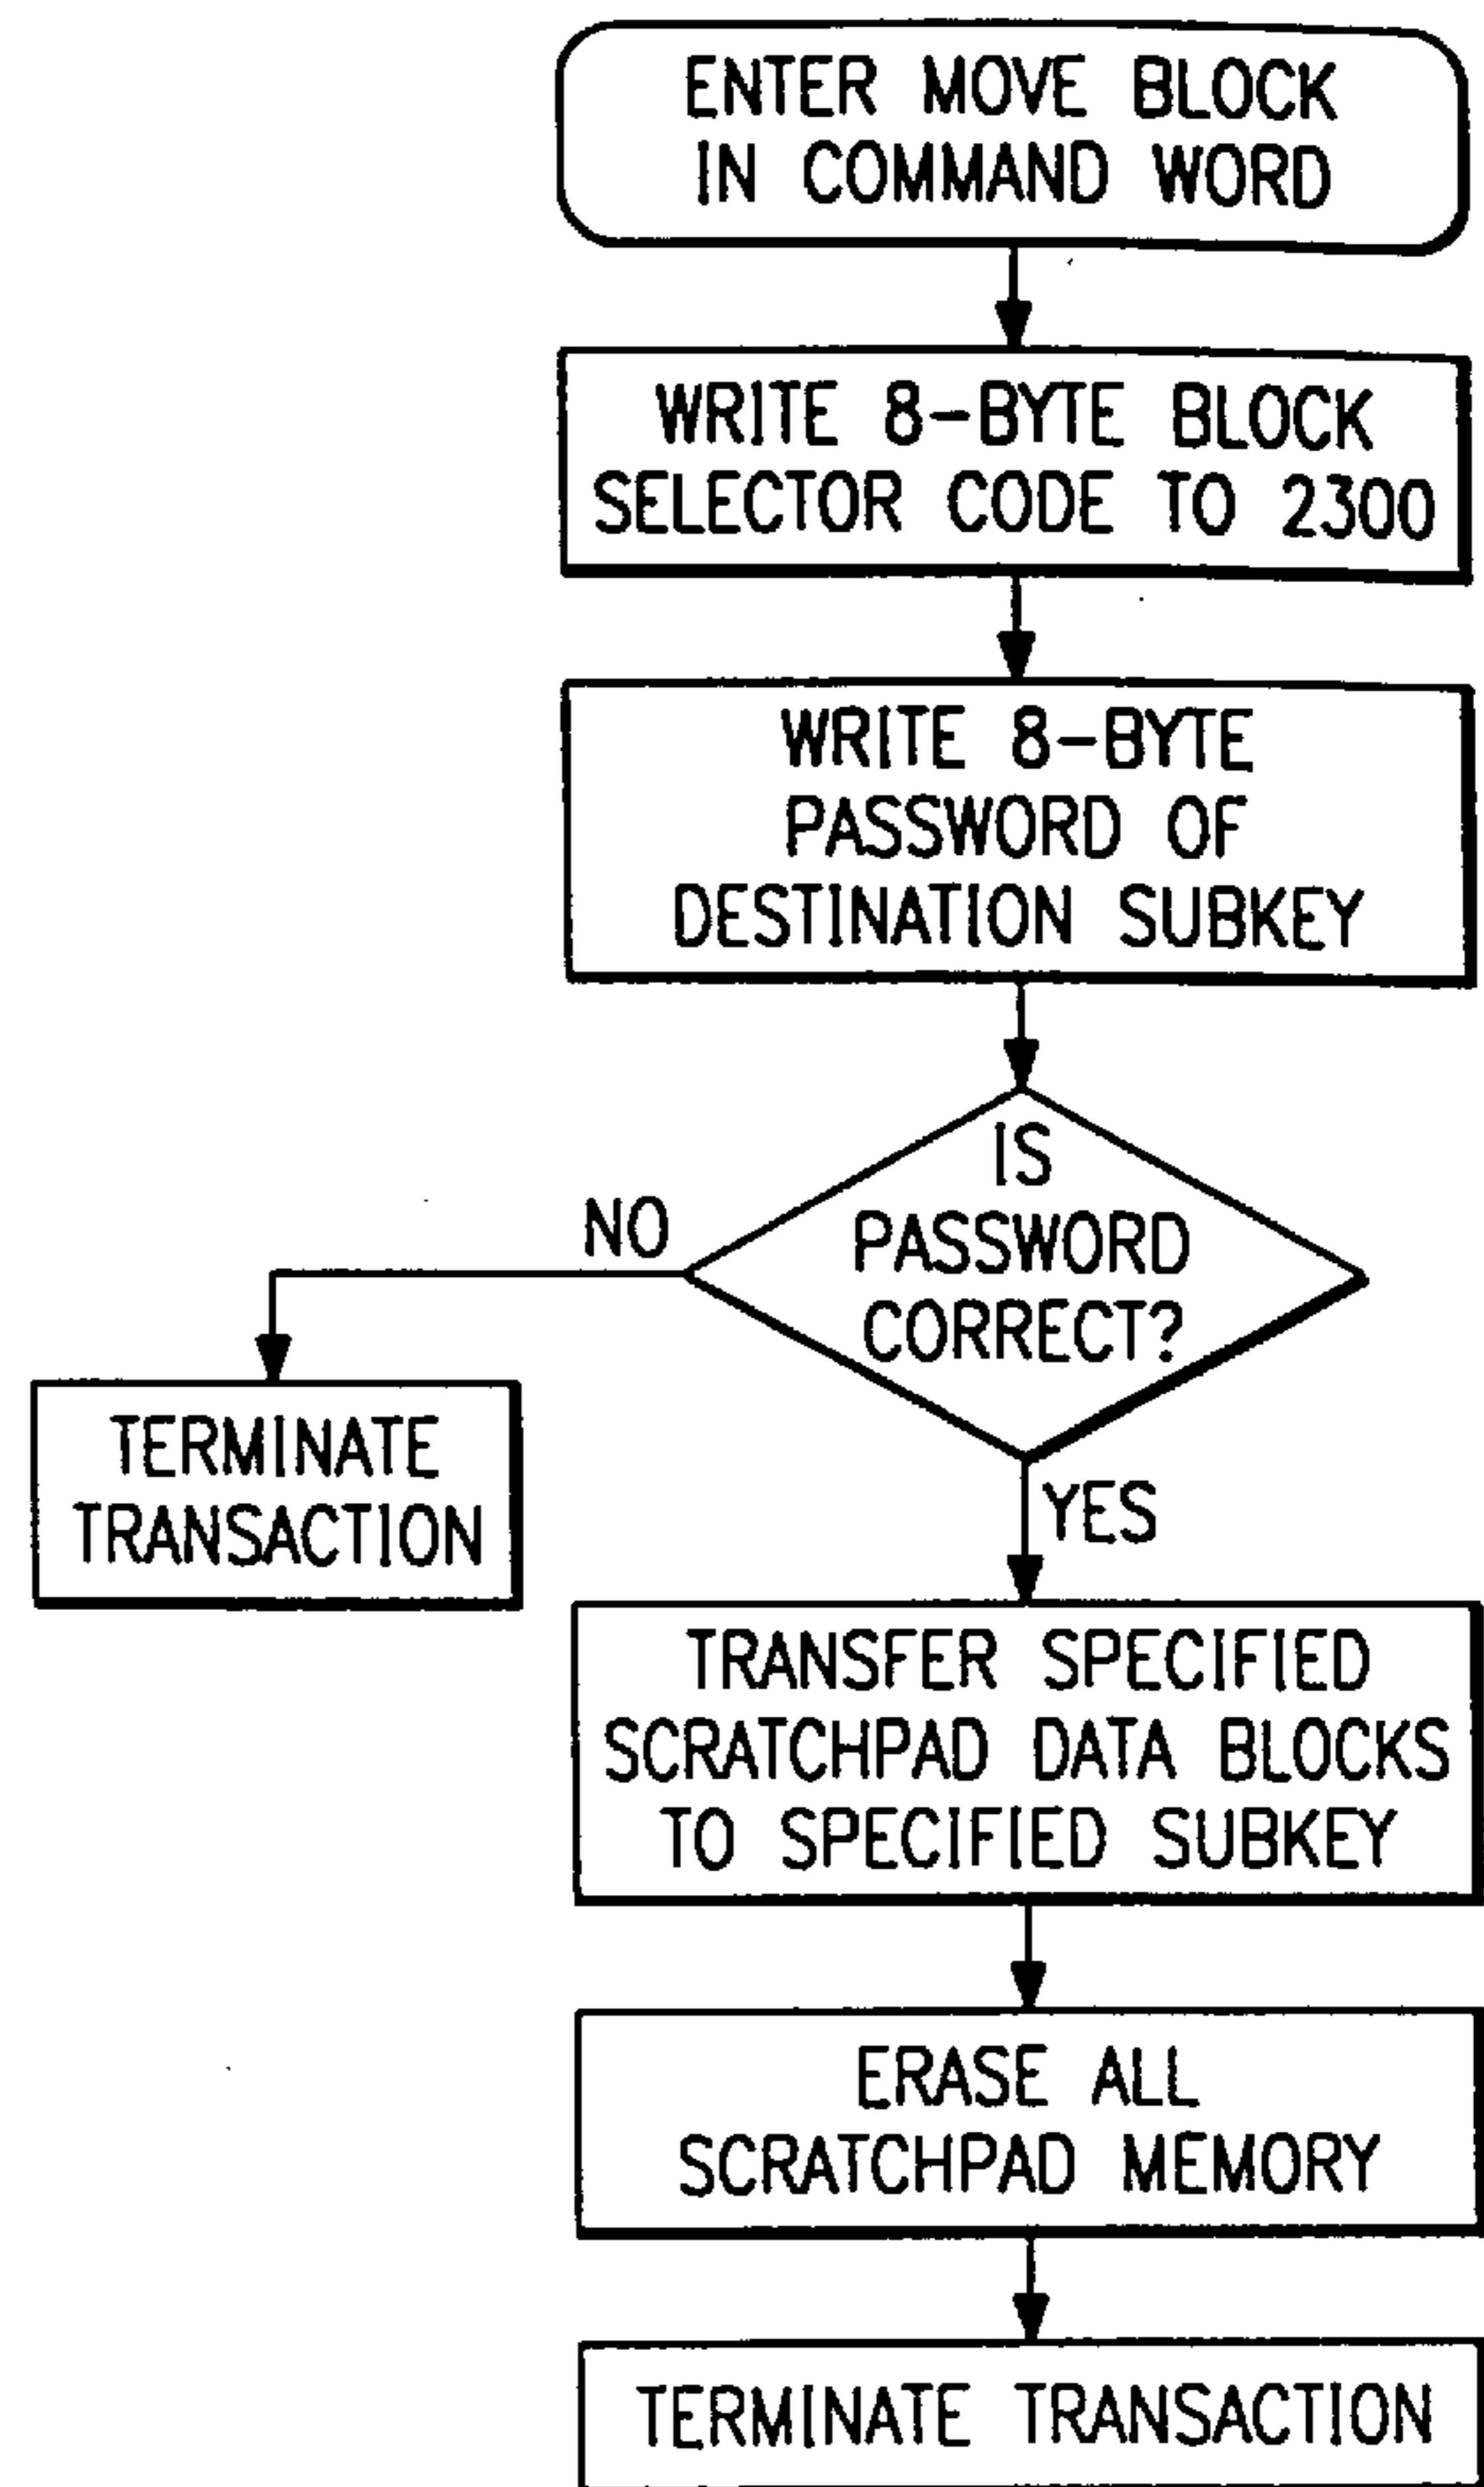 ENTER MOVE BLOCK
IN COMMAND WORD
WRITE 8-BYTE BLOCK
SELECTOR CODE TO 2300
WRITE 8-BYTE
PASSWORD OF
DESTINATION SUBKEY
IS
PASSWORD
CORRECT?
NO
TERMINATE
TRANSACTION
YES
TRANSFER SPECIFIED
SCRATCHPAD DATA BLOCKS
TO SPECIFIED SUBKEY
ERASE ALL
SCRATCHPAD MEMORY
TERMINATE TRANSACTION